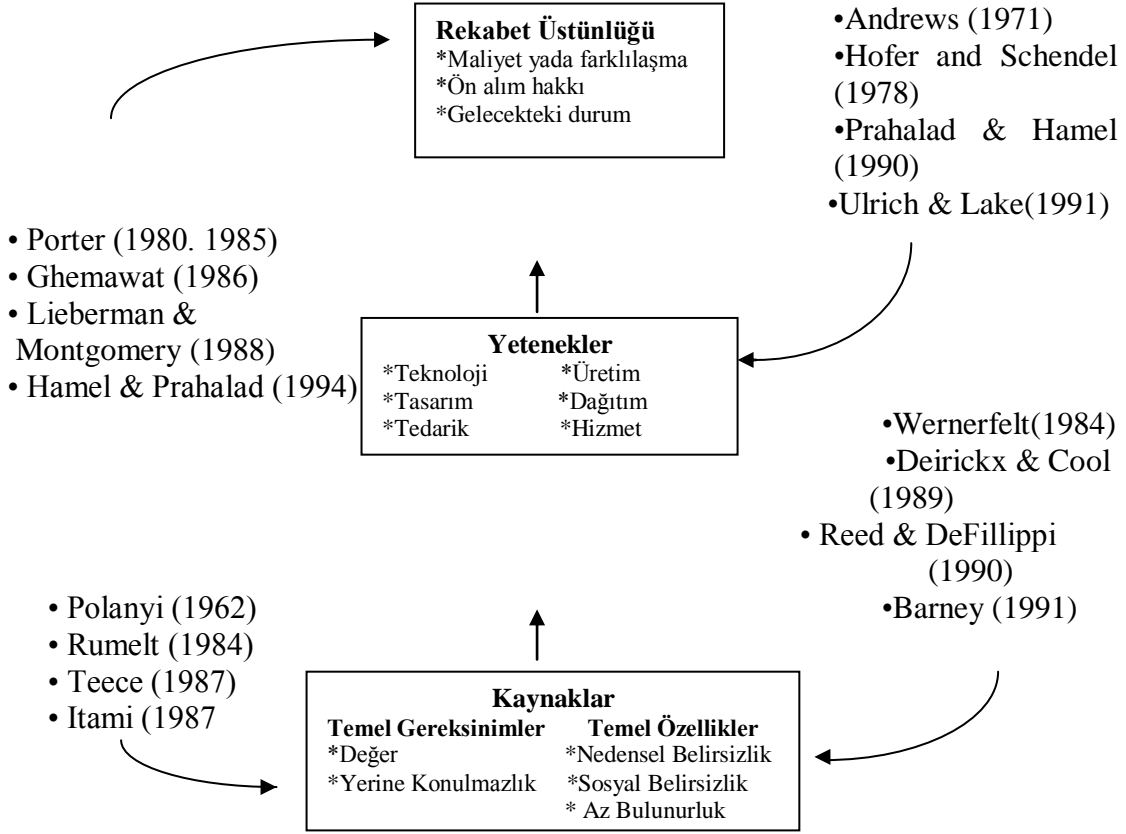 Rekabet Üstünlüğü
*Maliyet yada farklılaşma
*Ön alım hakkı
*Gelecekteki durum
•Andrews (1971)
•Hofer and Schendel
(1978)
•Prahalad & Hamel
(1990)
•Ulrich & Lake(1991)
• Porter (1980. 1985)
• Ghemawat (1986)
• Lieberman &
Montgomery (1988)
• Hamel & Prahalad (1994)
Yetenekler
*Teknoloji *Üretim
*Tasarım *Dağıtım
*Tedarik *Hizmet
•Wernerfelt(1984)
•Deirickx & Cool
(1989)
• Reed & DeFillippi
(1990)
•Barney (1991)
• Polanyi (1962)
• Rumelt (1984)
• Teece (1987)
• Itami (1987
Kaynaklar
Temel Gereksinimler Temel Özellikler
*Değer *Nedensel Belirsizlik
*Yerine Konulmazlık *Sosyal Belirsizlik
* Az Bulunurluk